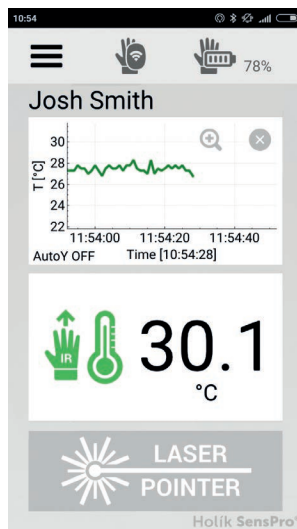 10:54
78%
Josh Smith
T [°C]
30
28
26
24
22
11:54:00 11:54:20 11:54:40
AutoY OFF Time [10:54:28]
IR
30.1
°C
LASER
POINTER
Holík SensPro